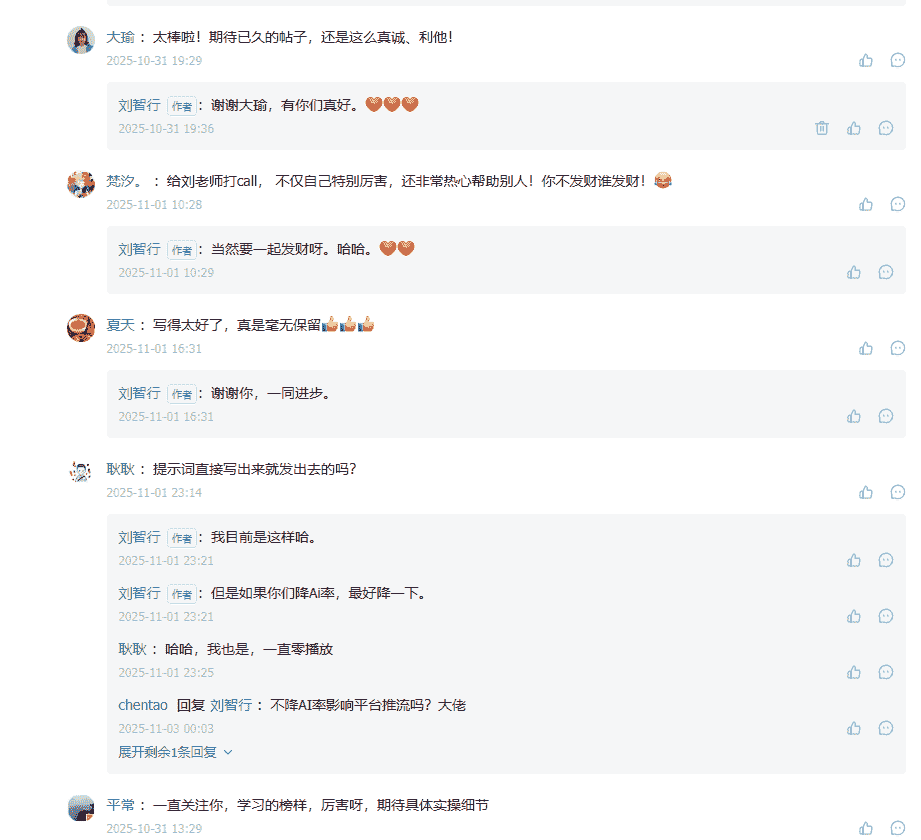 大瑜： 太棒啦！期待已久的帖子，还是这么真诚、利他！
2025-10-31 19:29
刘智行 作者： 谢谢大瑜，有你们真好。
2025-10-31 19:36
梵汐。： 给刘老师打call， 不仅自己特别厉害，还非常热心帮助别人！你不发财谁发财！
2025-11-01 10:28
刘智行 作者： 当然要一起发财呀。哈哈。
2025-11-01 10:29
夏天： 写得太好了，真是毫无保留👍👍👍
2025-11-01 16:31
刘智行 作者： 谢谢你，一同进步。
2025-11-01 16:31
耿耿： 提示词直接写出来就发出去的吗？
2025-11-01 23:14
刘智行 作者： 我目前是这样哈。
2025-11-01 23:21
刘智行 作者： 但是如果你们降Ai率，最好降一下。
2025-11-01 23:21
耿耿： 哈哈，我也是，一直零播放
2025-11-01 23:25
chentao 回复 刘智行： 不降AI率影响平台推流吗？大佬
2025-11-03 00:03
展开剩余1条回复
平常： 一直关注你，学习的榜样，厉害呀，期待具体实操细节
2025-10-31 13:29